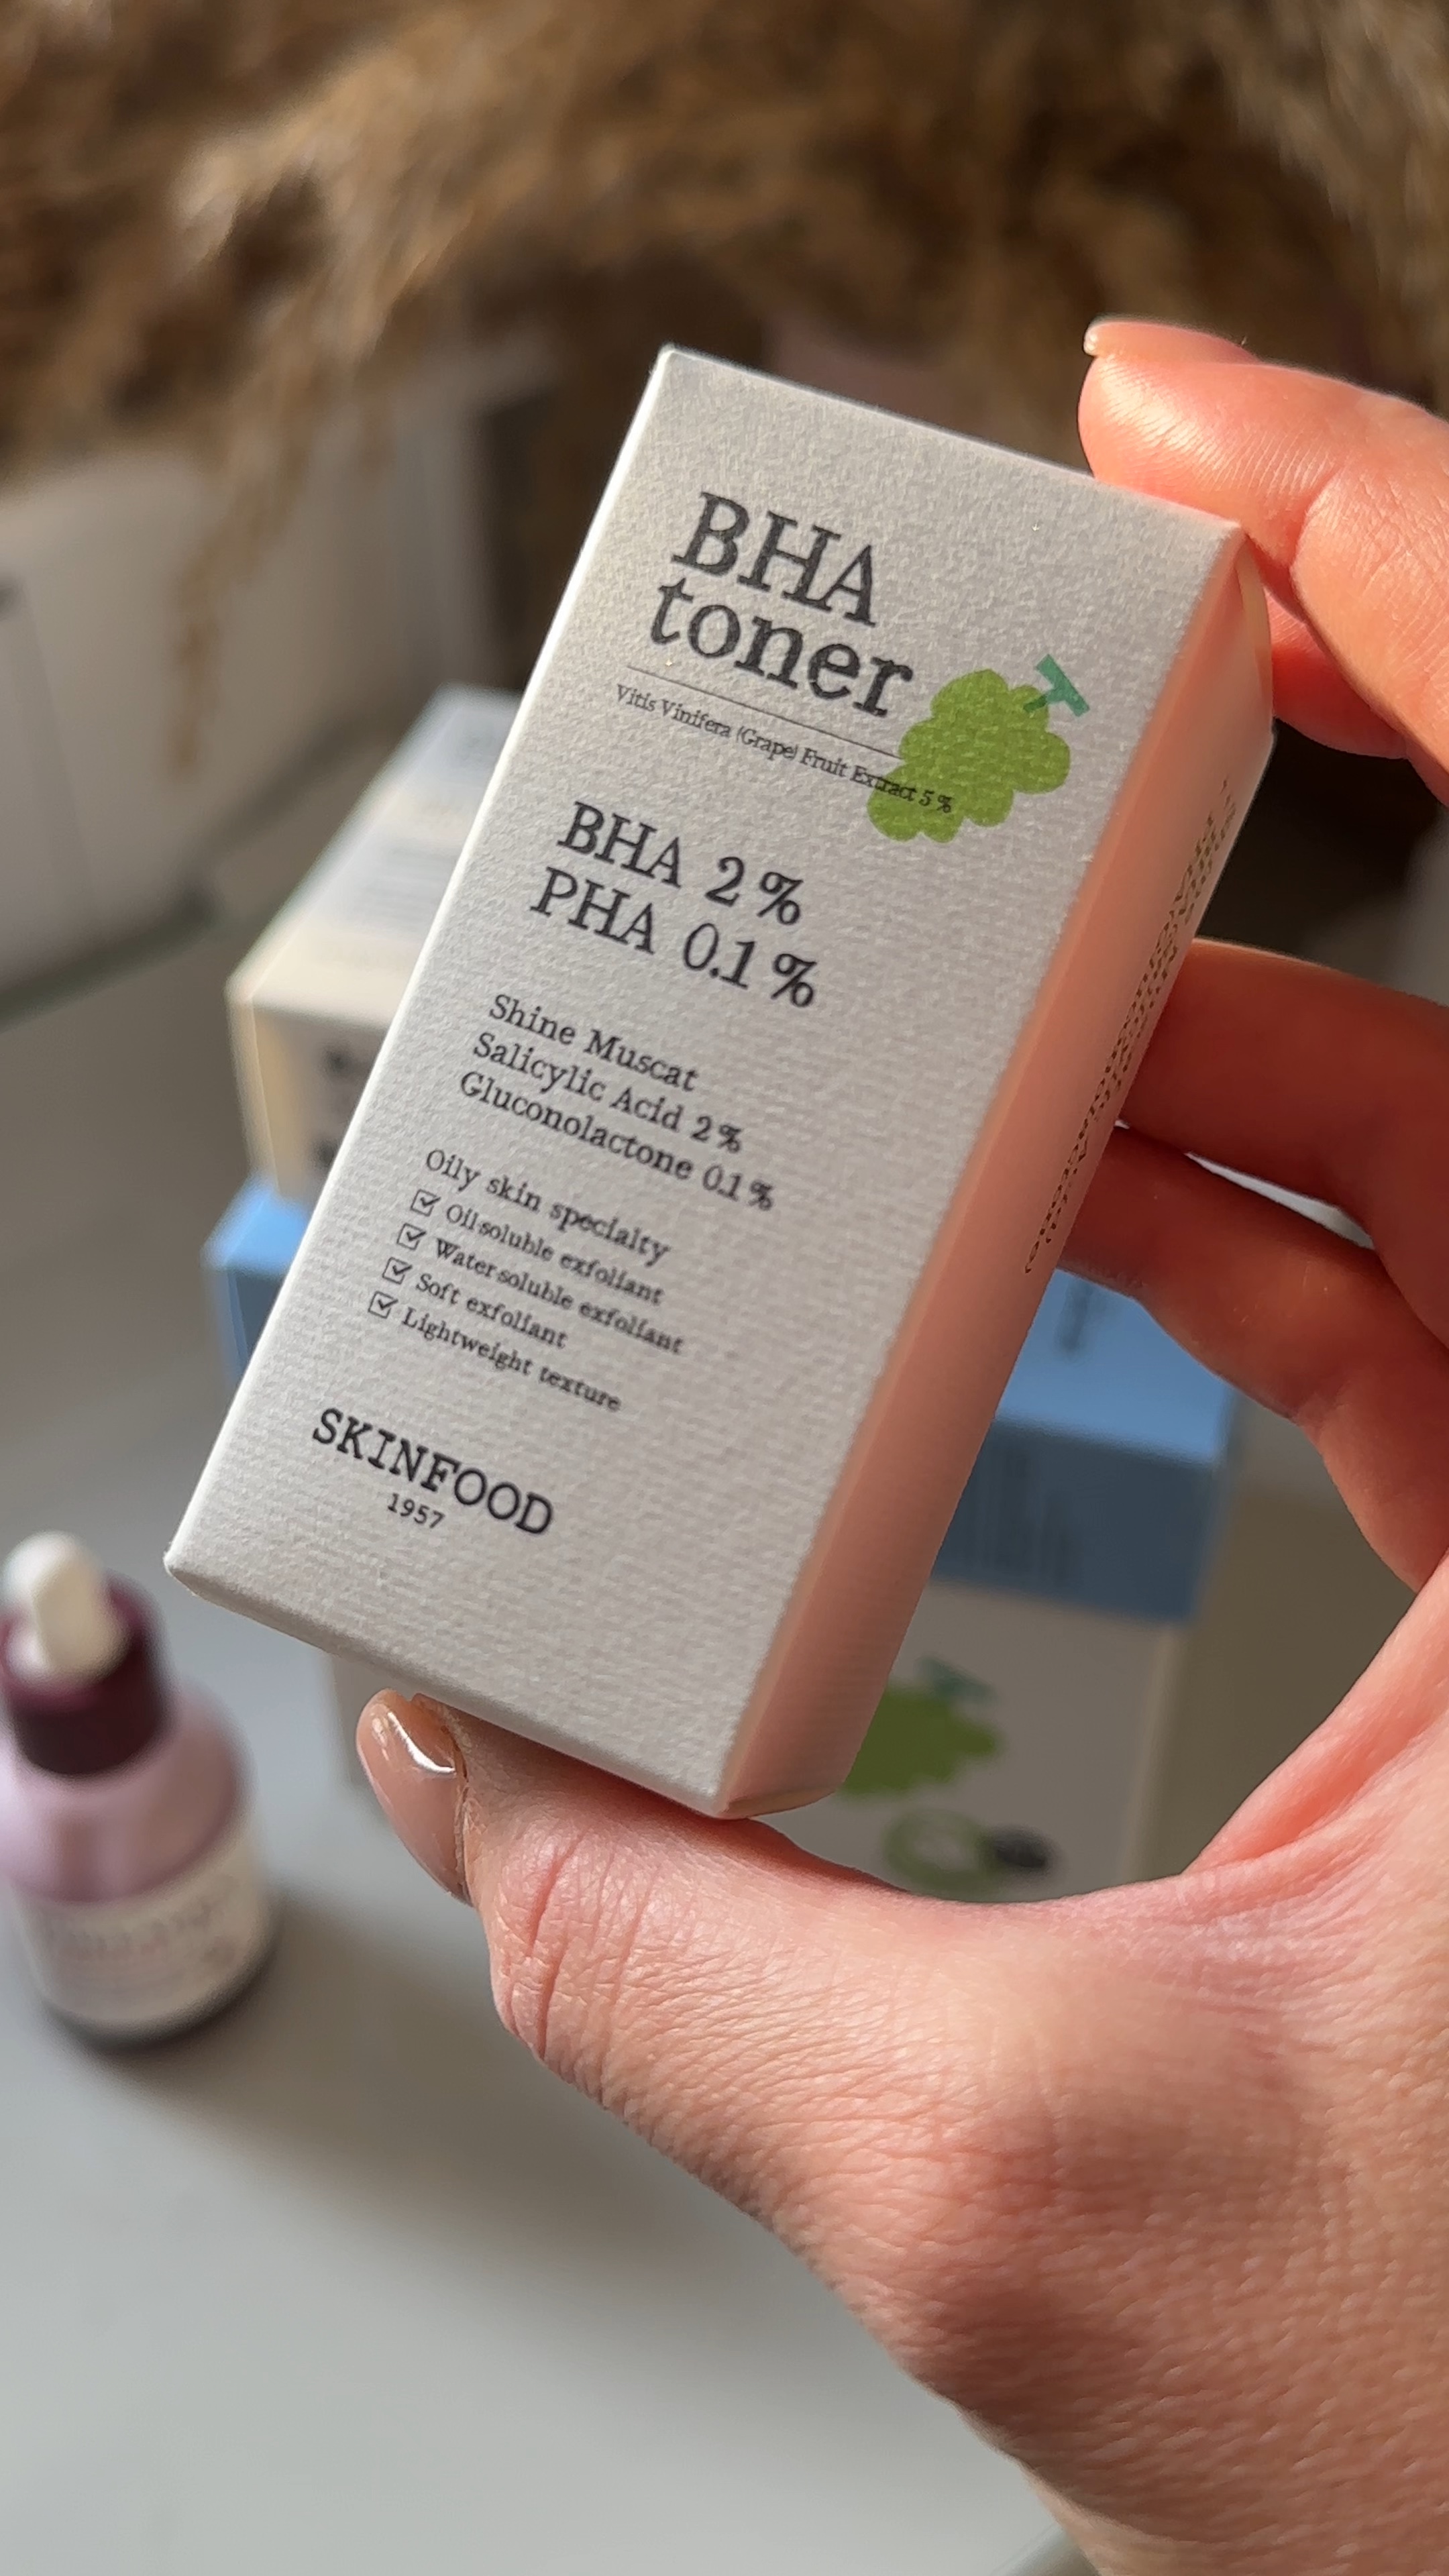 BHA
toner
Vitis Vinifera (Grape) Fruit Extract 5 %
BHA 2 %
PHA 0.1 %
Shine Muscat
Salicylic Acid 2 %
Gluconolactone 0.1 %
Oily skin specialty
Oil-soluble exfoliant
Water-soluble exfoliant
Soft exfoliant
Lightweight texture
SKINFOOD
1957